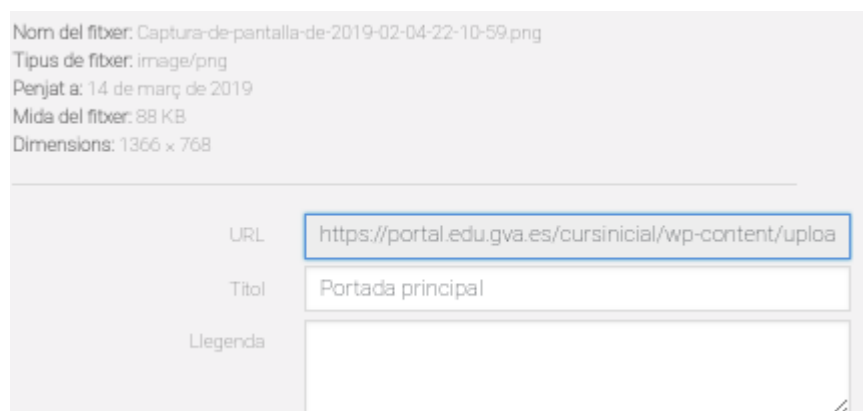 Nom del fitxer: Captura-de-pantalla-de-2019-02-04-22-10-59.png
Tipus de fitxer: image/png
Penjat a: 14 de març de 2019
Mida del fitxer: 88 KB
Dimensions: 1366 × 768
URL https://portal.edu.gva.es/cursinicial/wp-content/uploa
Títol Portada principal
Llegenda